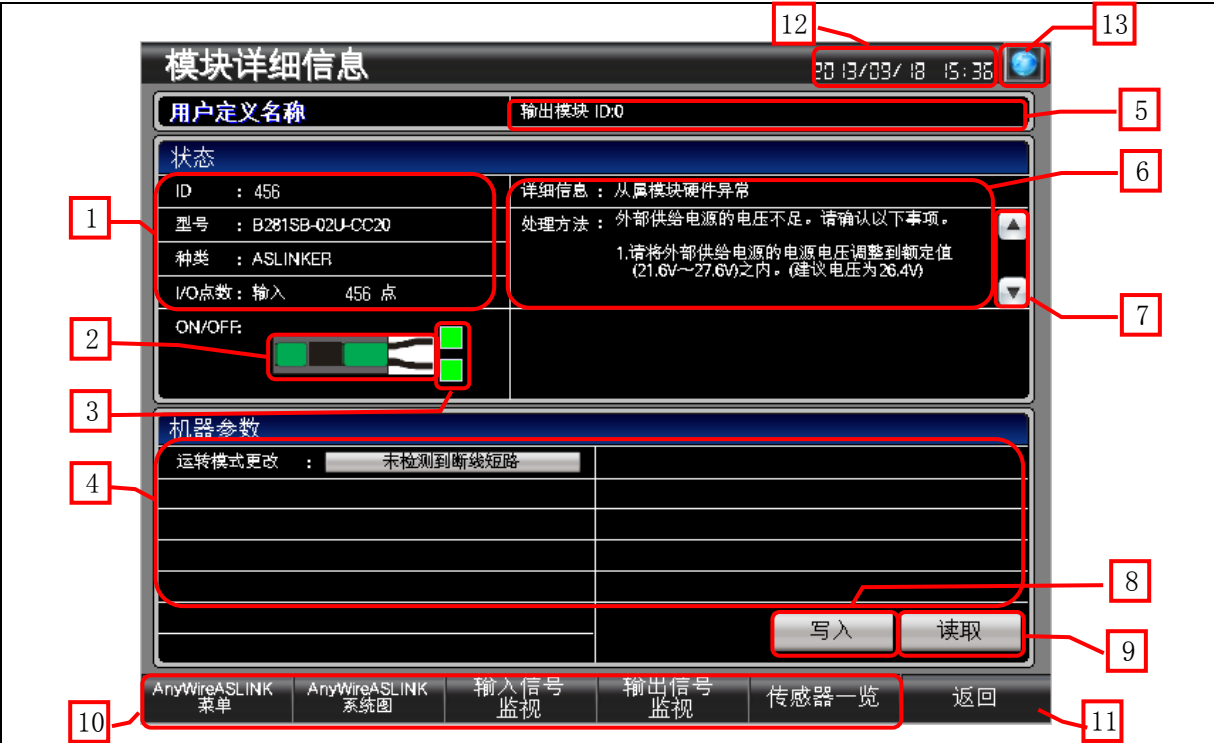 12
13
模块详细信息
2013/09/18 15:36
用户定义名称
输出模块 ID:0
5
状态
6
ID : 456
详细信息 : 从属模块硬件异常
1
型号 : B281SB-02U-CC20
处理方法 : 外部供给电源的电压不足。请确认以下事项。
种类 : ASLINKER
1.请将外部供给电源的电源电压调整到额定值
(21.6V～27.6V)之内。(建议电压为26.4V)
I/O点数 : 输入 456 点
7
ON/OFF:
2
3
机器参数
运转模式更改 : 未检测到断线短路
4
8
写入
读取
9
AnyWireASLINK
菜单
AnyWireASLINK
系统图
输入信号
监视
输出信号
监视
传感器一览
返回
10
11